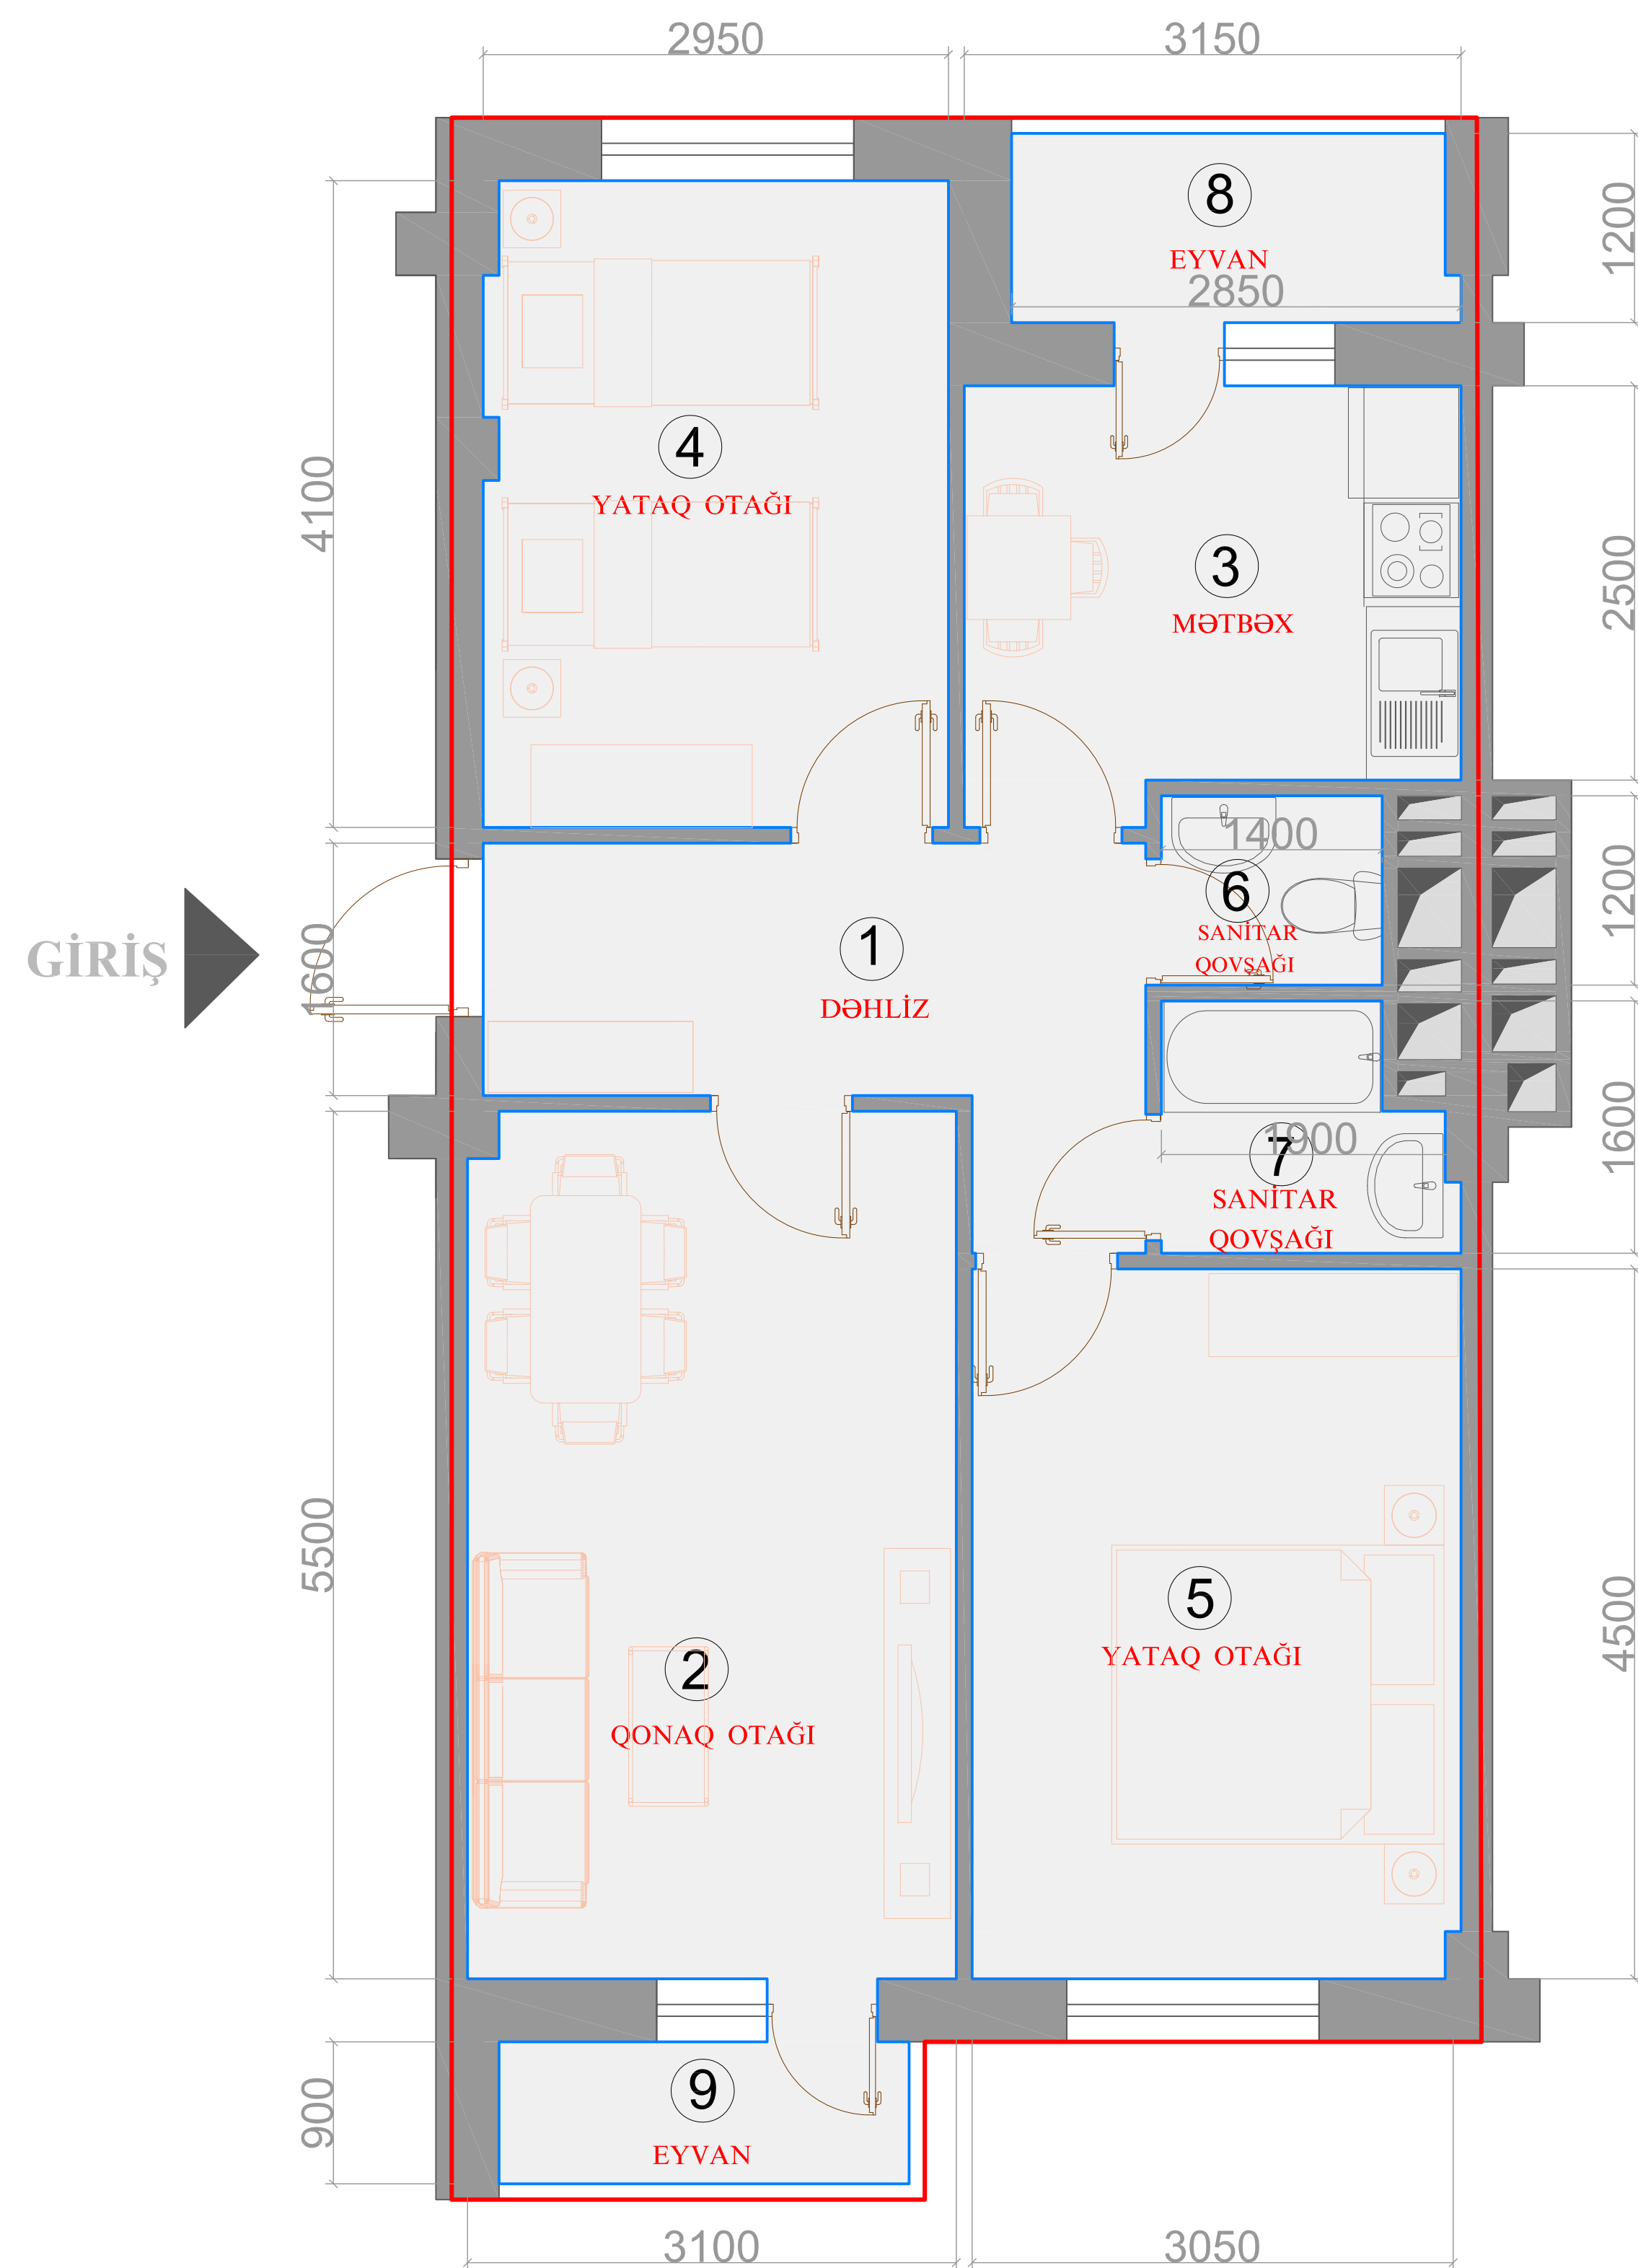 2950
3150
8
EYVAN
2850
1200
4
YATAQ OTAĞI
4100
3
MƏTBƏX
2500
1400
6
SANİTAR
QOVŞAĞI
1200
GİRİŞ
1600
1
DƏHLİZ
1900
7
SANİTAR
QOVŞAĞI
1600
5500
5
YATAQ OTAĞI
4500
2
QONAQ OTAĞI
9
EYVAN
900
3100
3050